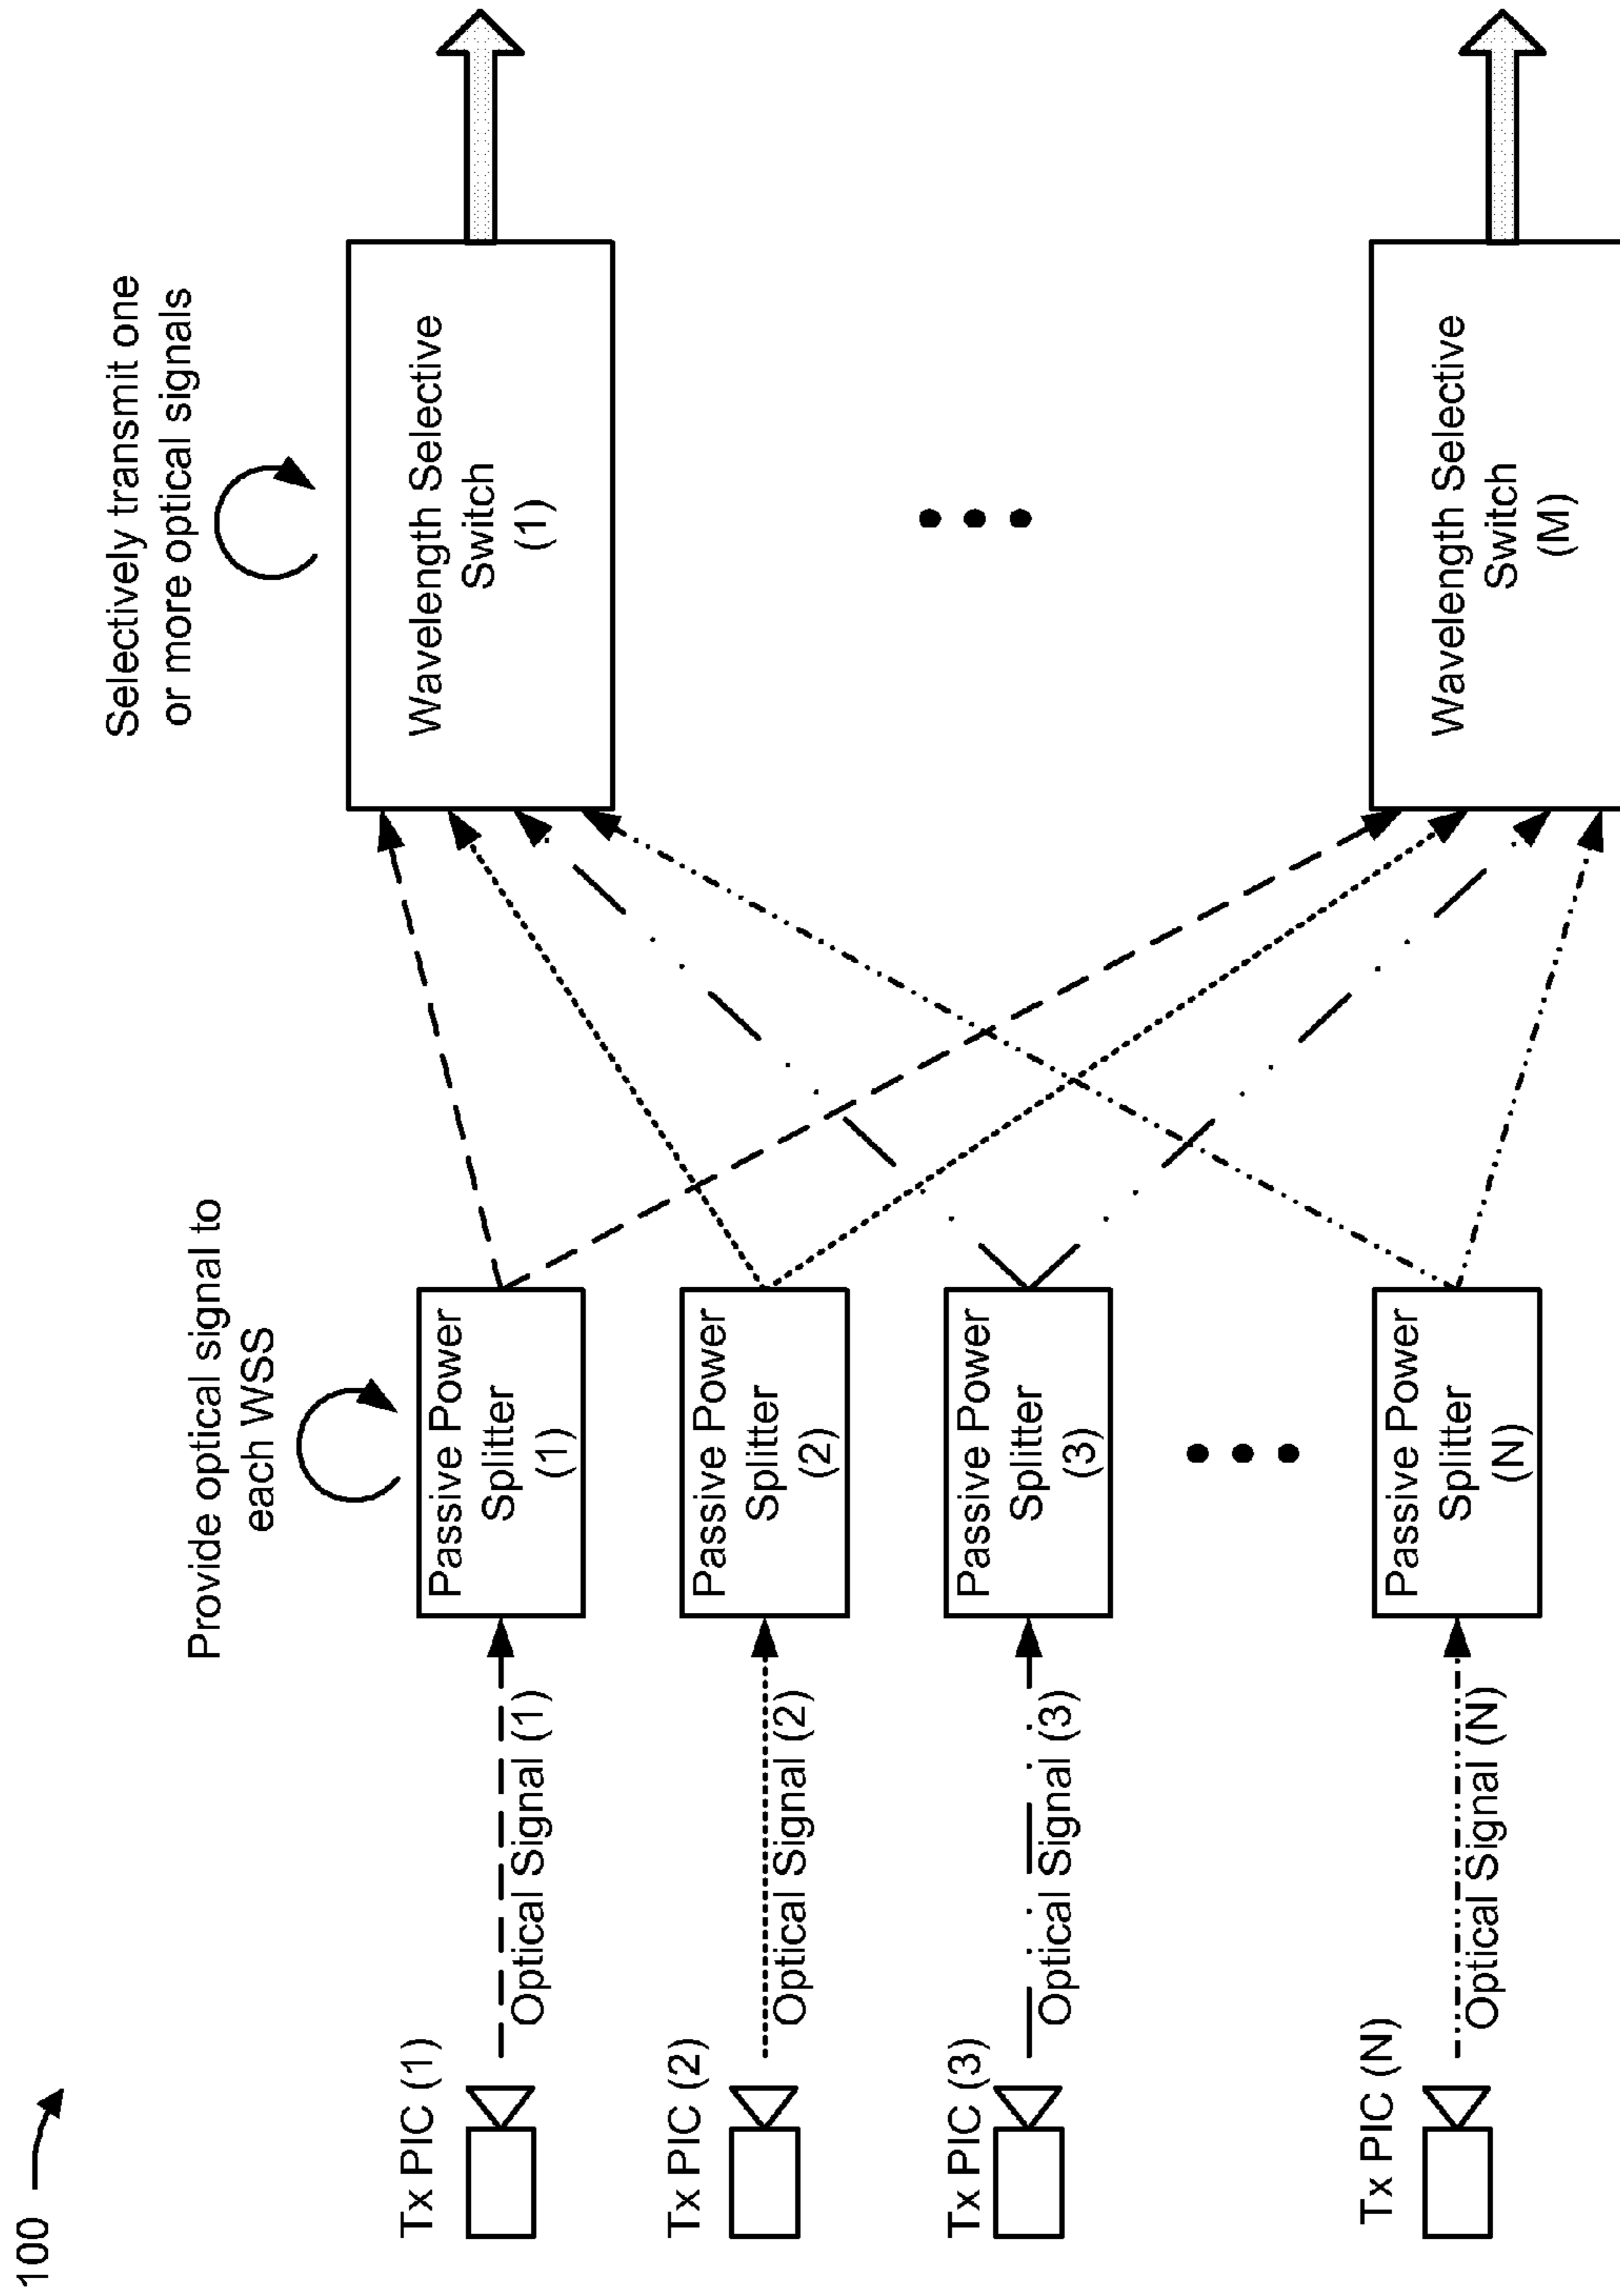 100
Provide optical signal to
each WSS
Selectively transmit one
or more optical signals
Tx PIC (1)
Optical Signal (1)
Passive Power
Splitter
(1)
Wavelength Selective
Switch
(1)
Tx PIC (2)
Optical Signal (2)
Passive Power
Splitter
(2)
Tx PIC (3)
Optical Signal (3)
Passive Power
Splitter
(3)
Tx PIC (N)
Optical Signal (N)
Passive Power
Splitter
(N)
Wavelength Selective
Switch
(M)